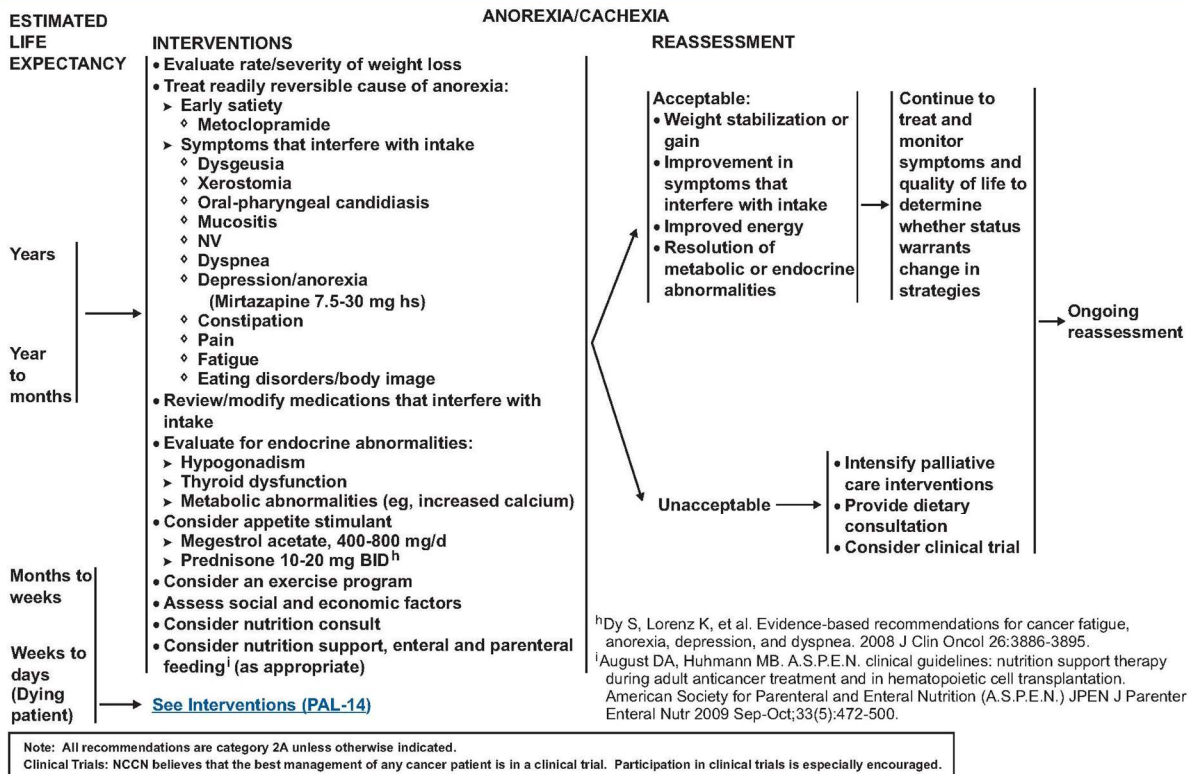 ANOREXIA/CACHEXIA
ESTIMATED
LIFE
EXPECTANCY
INTERVENTIONS
REASSESSMENT
Years
Year
to
months
Months to
weeks
Weeks to
days
(Dying
patient)
• Evaluate rate/severity of weight loss
• Treat readily reversible cause of anorexia:
➤ Early satiety
◊ Metoclopramide
➤ Symptoms that interfere with intake
◊ Dysgeusia
◊ Xerostomia
◊ Oral-pharyngeal candidiasis
◊ Mucositis
◊ NV
◊ Dyspnea
◊ Depression/anorexia
(Mirtazapine 7.5-30 mg hs)
◊ Constipation
◊ Pain
◊ Fatigue
◊ Eating disorders/body image
• Review/modify medications that interfere with
intake
• Evaluate for endocrine abnormalities:
➤ Hypogonadism
➤ Thyroid dysfunction
➤ Metabolic abnormalities (eg, increased calcium)
• Consider appetite stimulant
➤ Megestrol acetate, 400-800 mg/d
➤ Prednisone 10-20 mg BIDh
• Consider an exercise program
• Assess social and economic factors
• Consider nutrition consult
• Consider nutrition support, enteral and parenteral
feedingi (as appropriate)
See Interventions (PAL-14)
Acceptable:
• Weight stabilization or
gain
• Improvement in
symptoms that
interfere with intake
• Improved energy
• Resolution of
metabolic or endocrine
abnormalities
Continue to
treat and
monitor
symptoms and
quality of life to
determine
whether status
warrants
change in
strategies
Unacceptable
• Intensify palliative
care interventions
• Provide dietary
consultation
• Consider clinical trial
Ongoing
reassessment
hDy S, Lorenz K, et al. Evidence-based recommendations for cancer fatigue,
anorexia, depression, and dyspnea. 2008 J Clin Oncol 26:3886-3895.
iAugust DA, Huhmann MB. A.S.P.E.N. clinical guidelines: nutrition support therapy
during adult anticancer treatment and in hematopoietic cell transplantation.
American Society for Parenteral and Enteral Nutrition (A.S.P.E.N.) JPEN J Parenter
Enteral Nutr 2009 Sep-Oct;33(5):472-500.
Note: All recommendations are category 2A unless otherwise indicated.
Clinical Trials: NCCN believes that the best management of any cancer patient is in a clinical trial. Participation in clinical trials is especially encouraged.